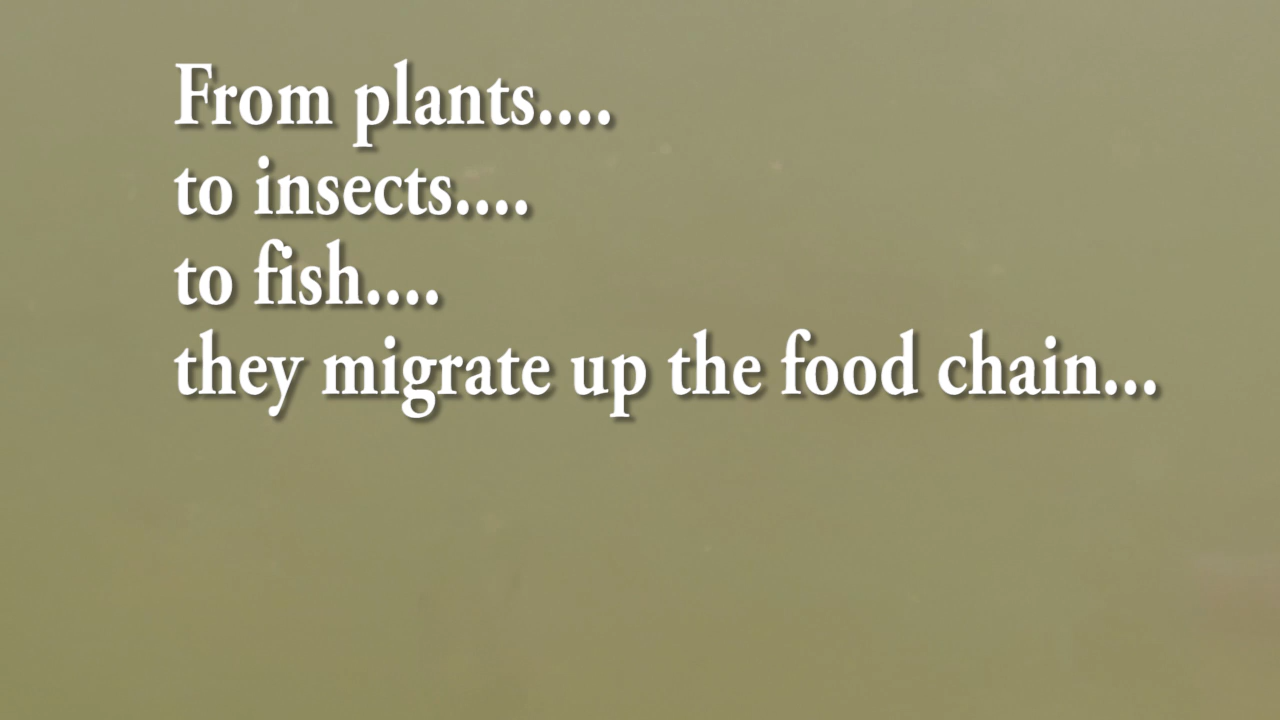 From plants....
to insects....
to fish....
they migrate up the food chain...